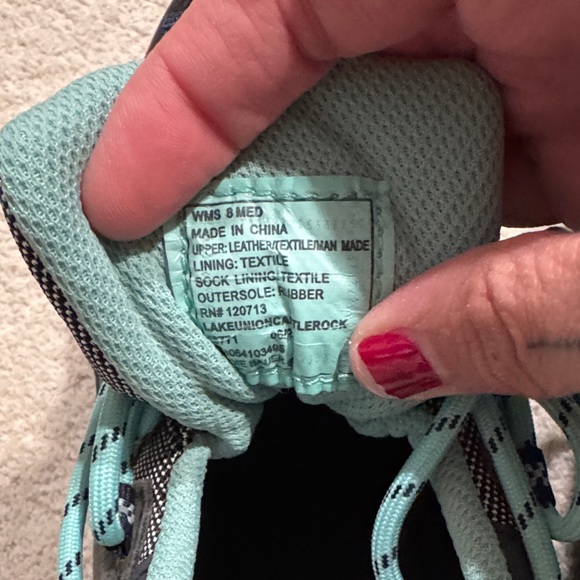 WMS 8 MED
MADE IN CHINA
UPPER: LEATHER/TEXTILE/MAN MADE
LINING: TEXTILE
SOCK LINING: TEXTILE
OUTERSOLE: RUBBER
RN# 120713
LAKEUNIONCASTLEROCK